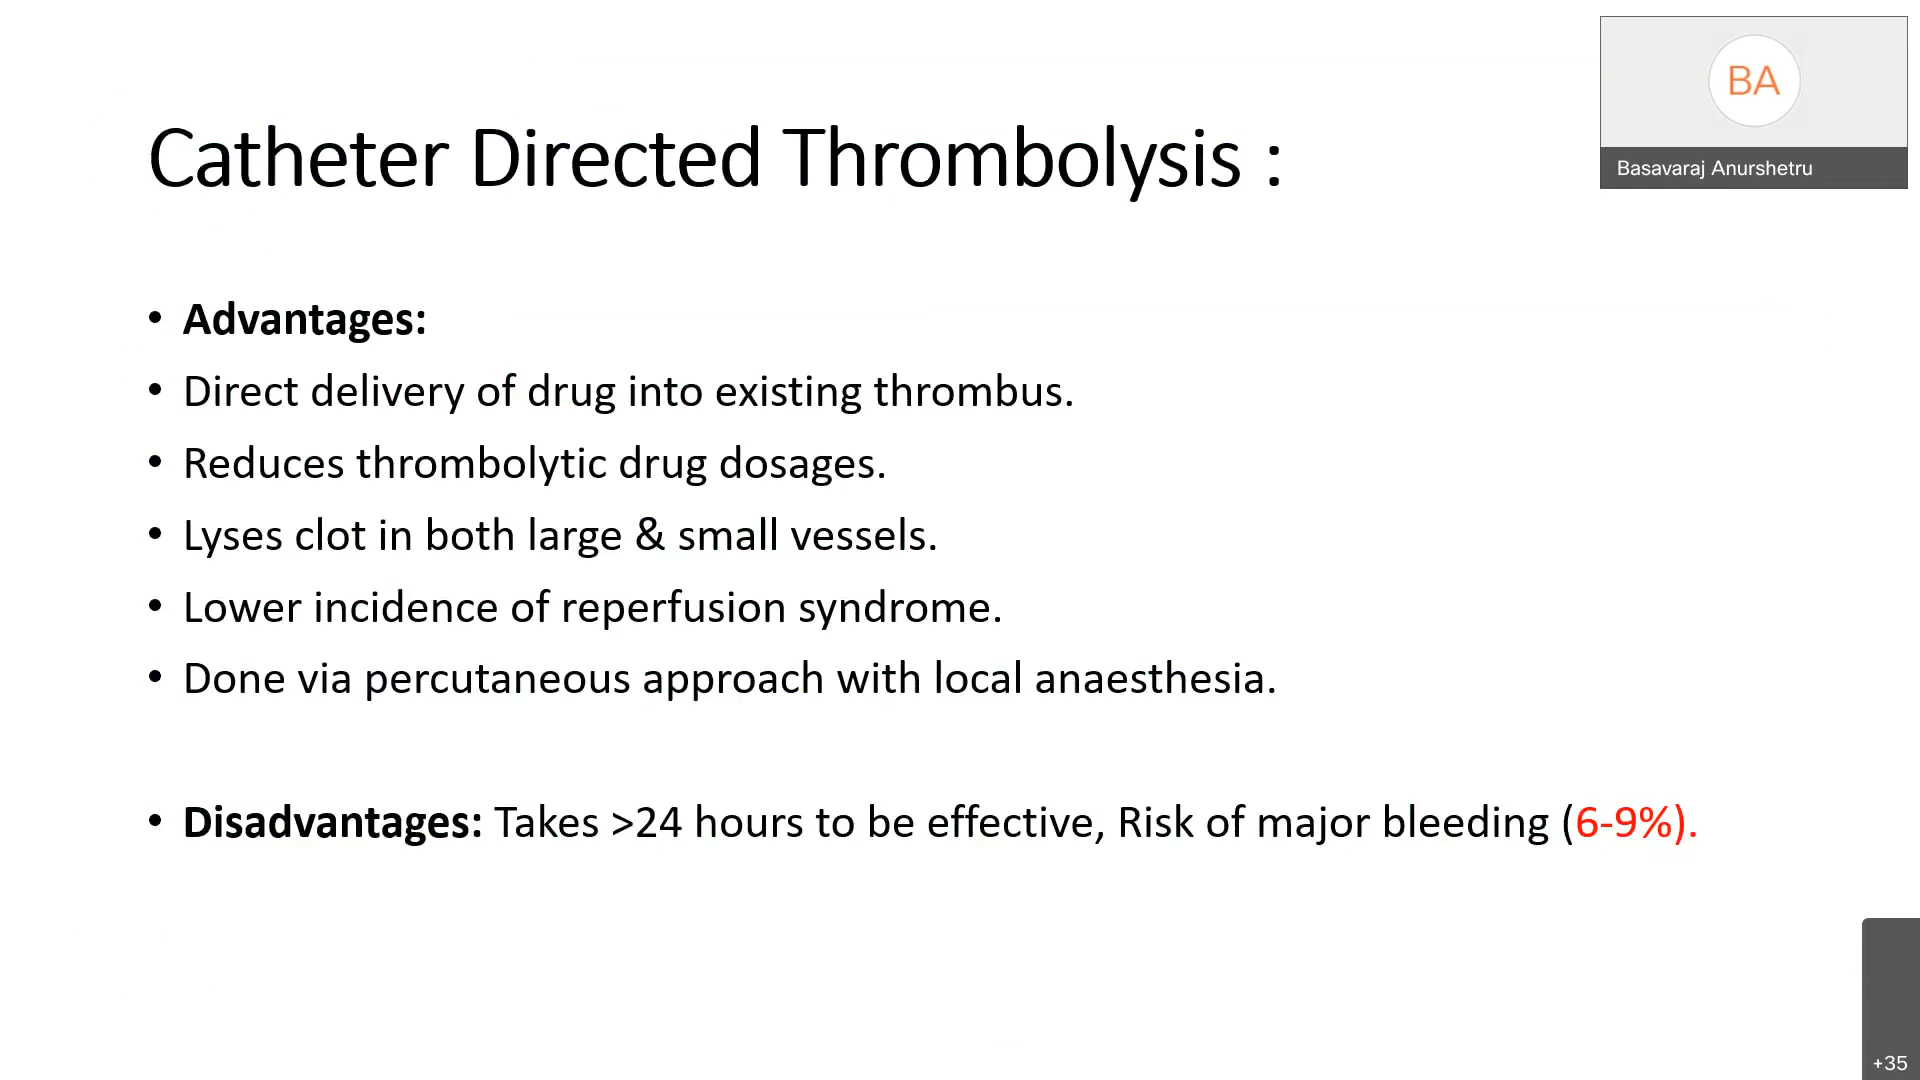 BA
Basavaraj Anurshetru
Catheter Directed Thrombolysis :
• Advantages:
• Direct delivery of drug into existing thrombus.
• Reduces thrombolytic drug dosages.
• Lyses clot in both large & small vessels.
• Lower incidence of reperfusion syndrome.
• Done via percutaneous approach with local anaesthesia.
• Disadvantages: Takes >24 hours to be effective, Risk of major bleeding (6-9%).
+35